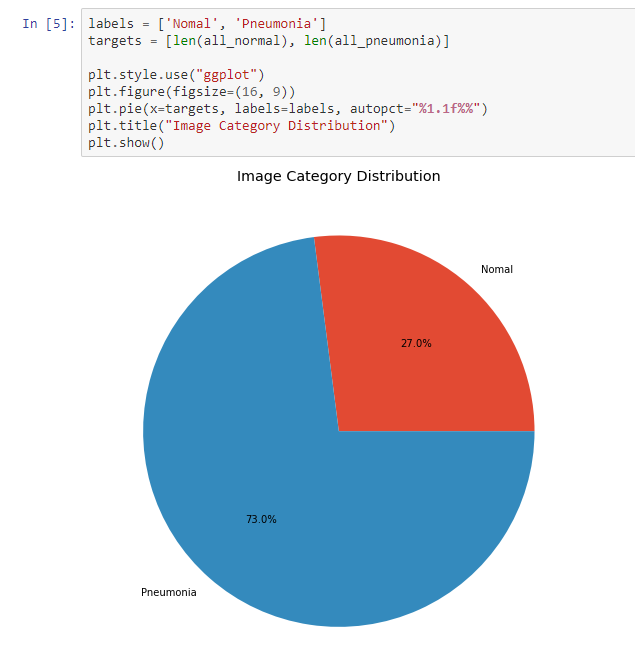 In [5]:
labels = ['Nomal', 'Pneumonia']
targets = [len(all_normal), len(all_pneumonia)]
plt.style.use("ggplot")
plt.figure(figsize=(16, 9))
plt.pie(x=targets, labels=labels, autopct="%1.1f%%")
plt.title("Image Category Distribution")
plt.show()
Image Category Distribution
Nomal
27.0%
73.0%
Pneumonia